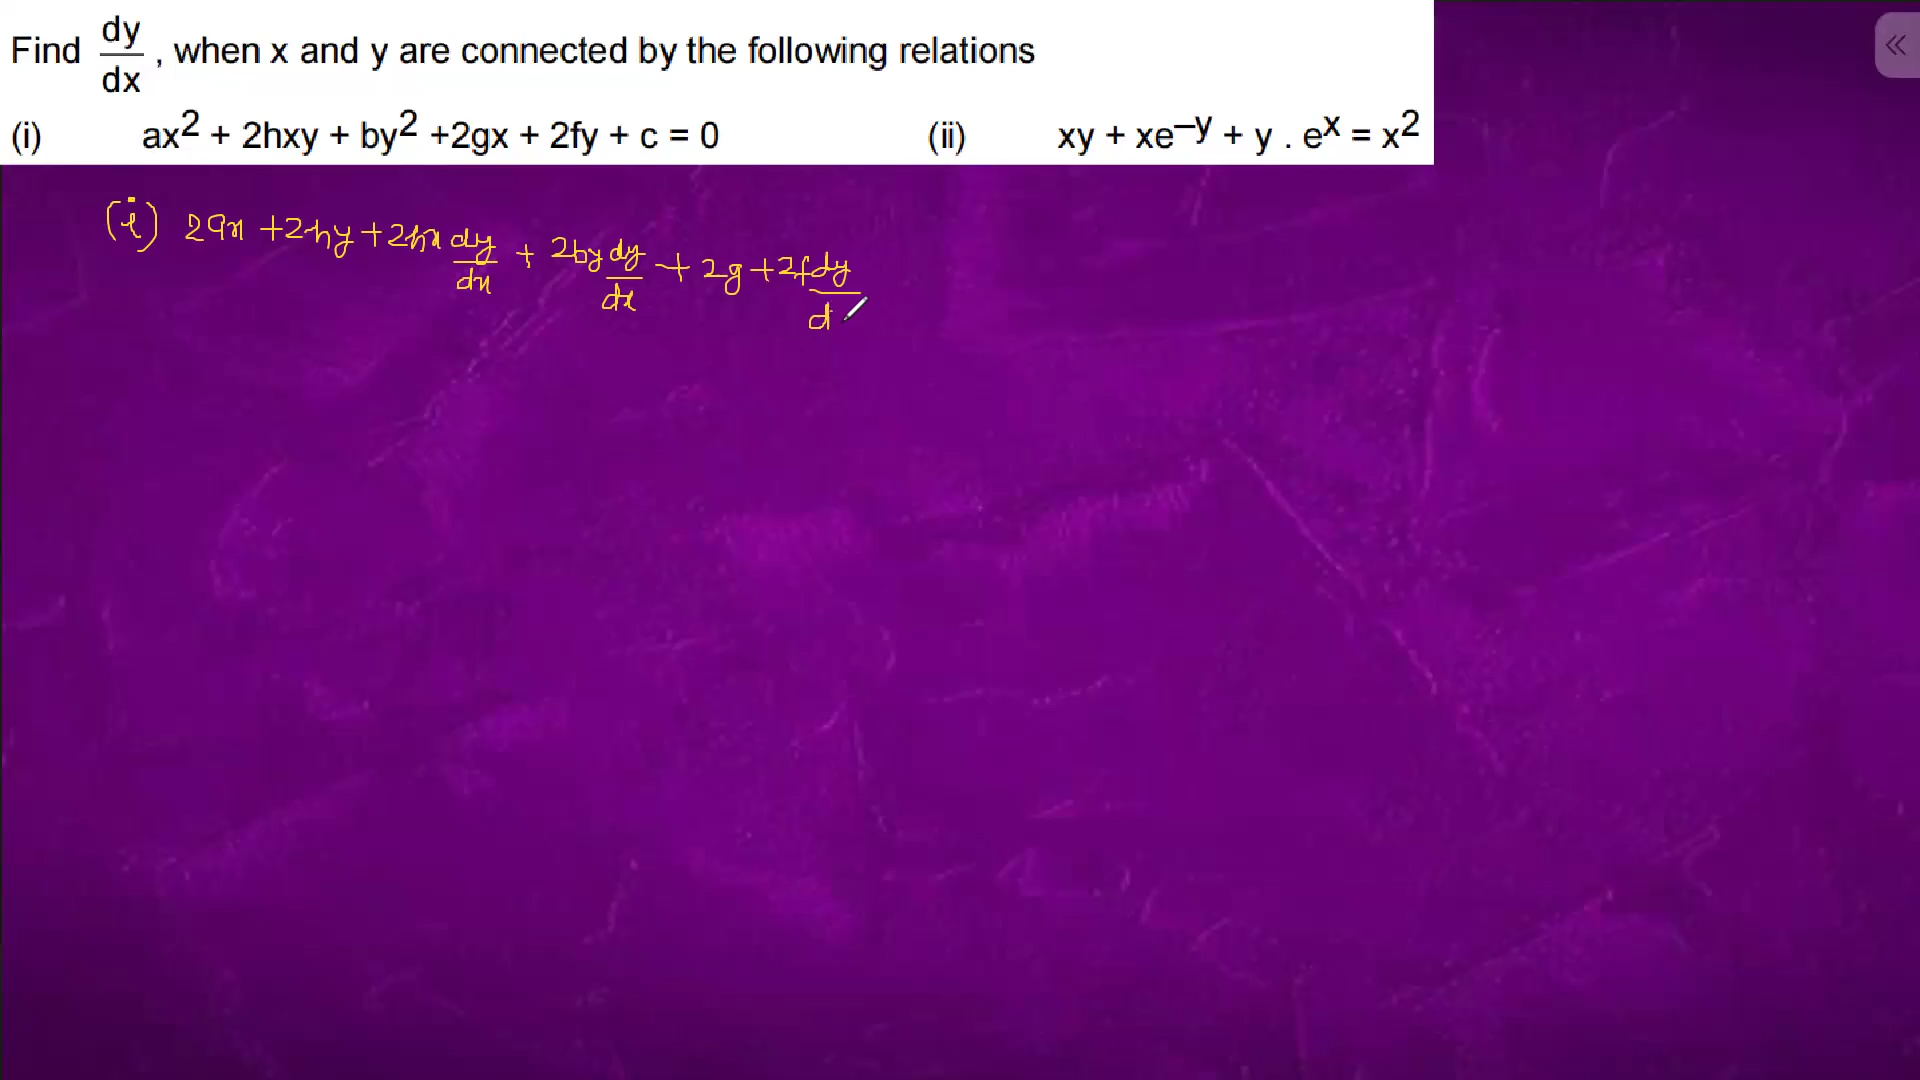 Find dy/dx , when x and y are connected by the following relations
(i) ax² + 2hxy + by² +2gx + 2fy + c = 0 (ii) xy + xe⁻ʸ + y . eˣ = x²
(i) 2ax + 2hy + 2hx dy/dx + 2by dy/dx + 2g + 2f dy/d